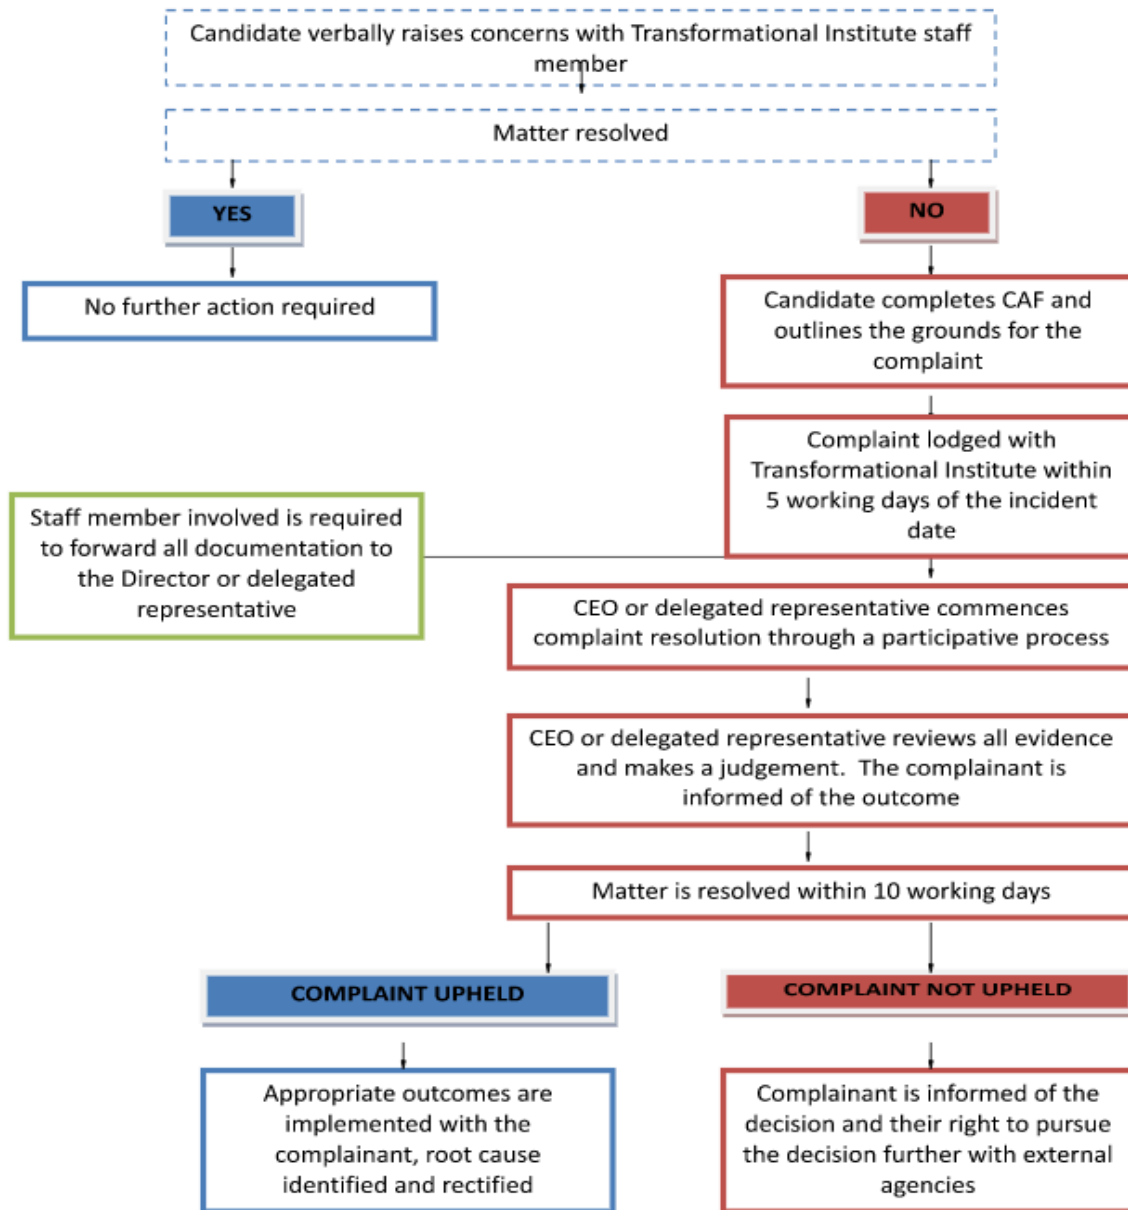 Candidate verbally raises concerns with Transformational Institute staff
member
Matter resolved
YES
NO
No further action required
Candidate completes CAF and
outlines the grounds for the
complaint
Complaint lodged with
Transformational Institute within
5 working days of the incident
date
Staff member involved is required
to forward all documentation to
the Director or delegated
representative
CEO or delegated representative commences
complaint resolution through a participative process
CEO or delegated representative reviews all evidence
and makes a judgement.  The complainant is
informed of the outcome
Matter is resolved within 10 working days
COMPLAINT UPHELD
COMPLAINT NOT UPHELD
Appropriate outcomes are
implemented with the
complainant, root cause
identified and rectified
Complainant is informed of the
decision and their right to pursue
the decision further with external
agencies